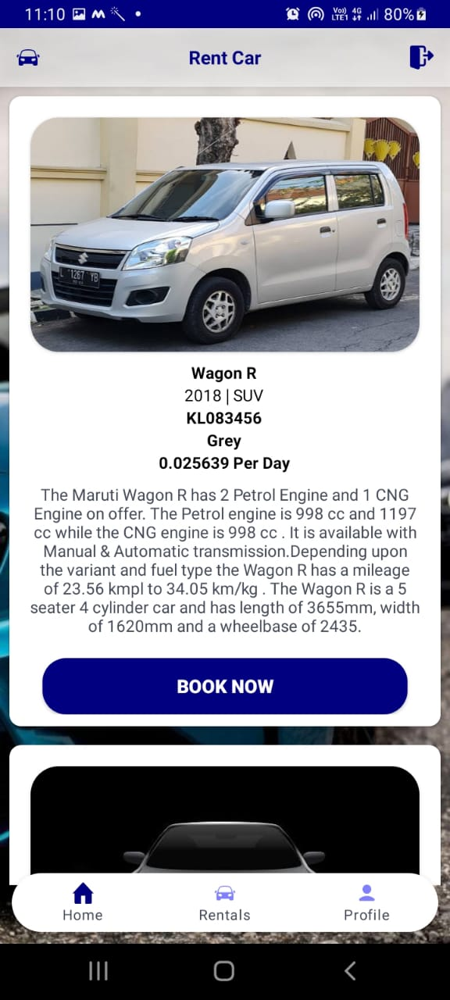 11:10
Vo)) 4G
LTE1
80%
Rent Car
L 1267 YB
Wagon R
2018 | SUV
KL083456
Grey
0.025639 Per Day
The Maruti Wagon R has 2 Petrol Engine and 1 CNG
Engine on offer. The Petrol engine is 998 cc and 1197
cc while the CNG engine is 998 cc . It is available with
Manual & Automatic transmission.Depending upon
the variant and fuel type the Wagon R has a mileage
of 23.56 kmpl to 34.05 km/kg . The Wagon R is a 5
seater 4 cylinder car and has length of 3655mm, width
of 1620mm and a wheelbase of 2435.
BOOK NOW
Home Rentals Profile